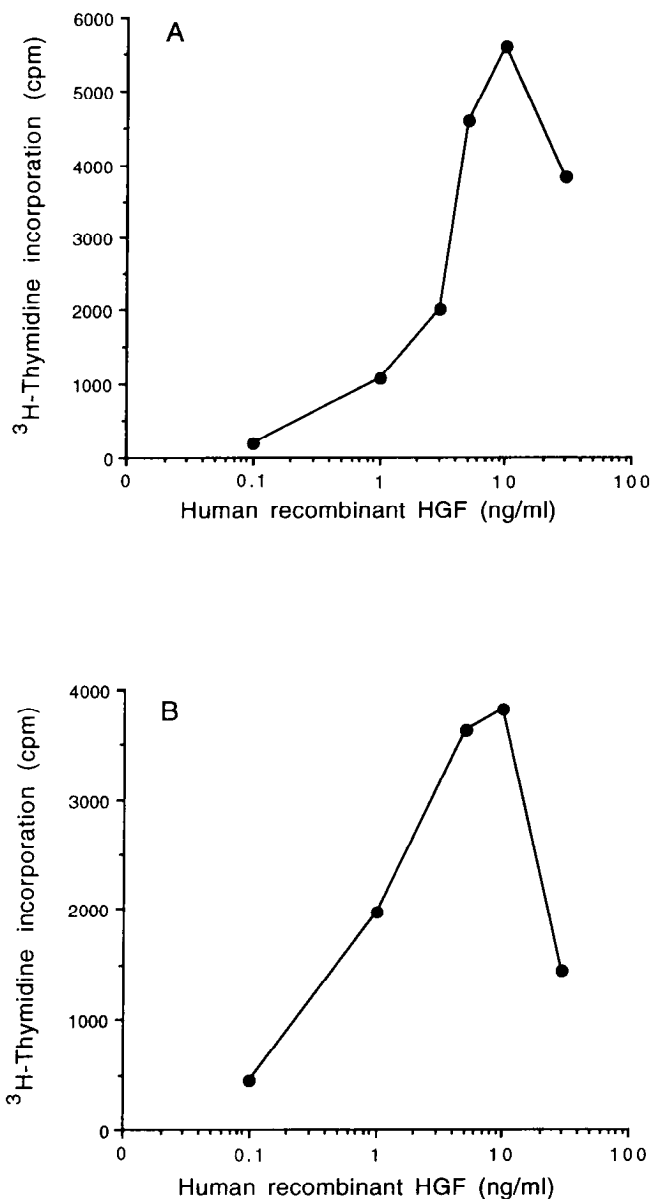 A
6000
5000
4000
3000
2000
1000
0
³H-Thymidine incorporation (cpm)
0 0.1 1 10 100
Human recombinant HGF (ng/ml)
B
4000
3000
2000
1000
0
³H-Thymidine incorporation (cpm)
0 0.1 1 10 100
Human recombinant HGF (ng/ml)